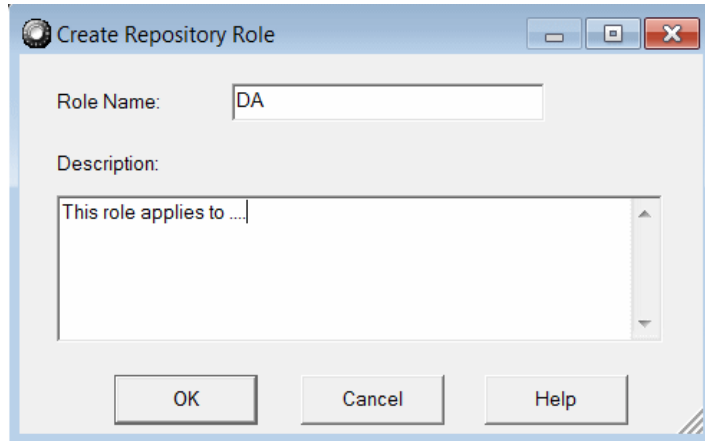 Create Repository Role
Role Name: DA
Description:
This role applies to ....
OK Cancel Help